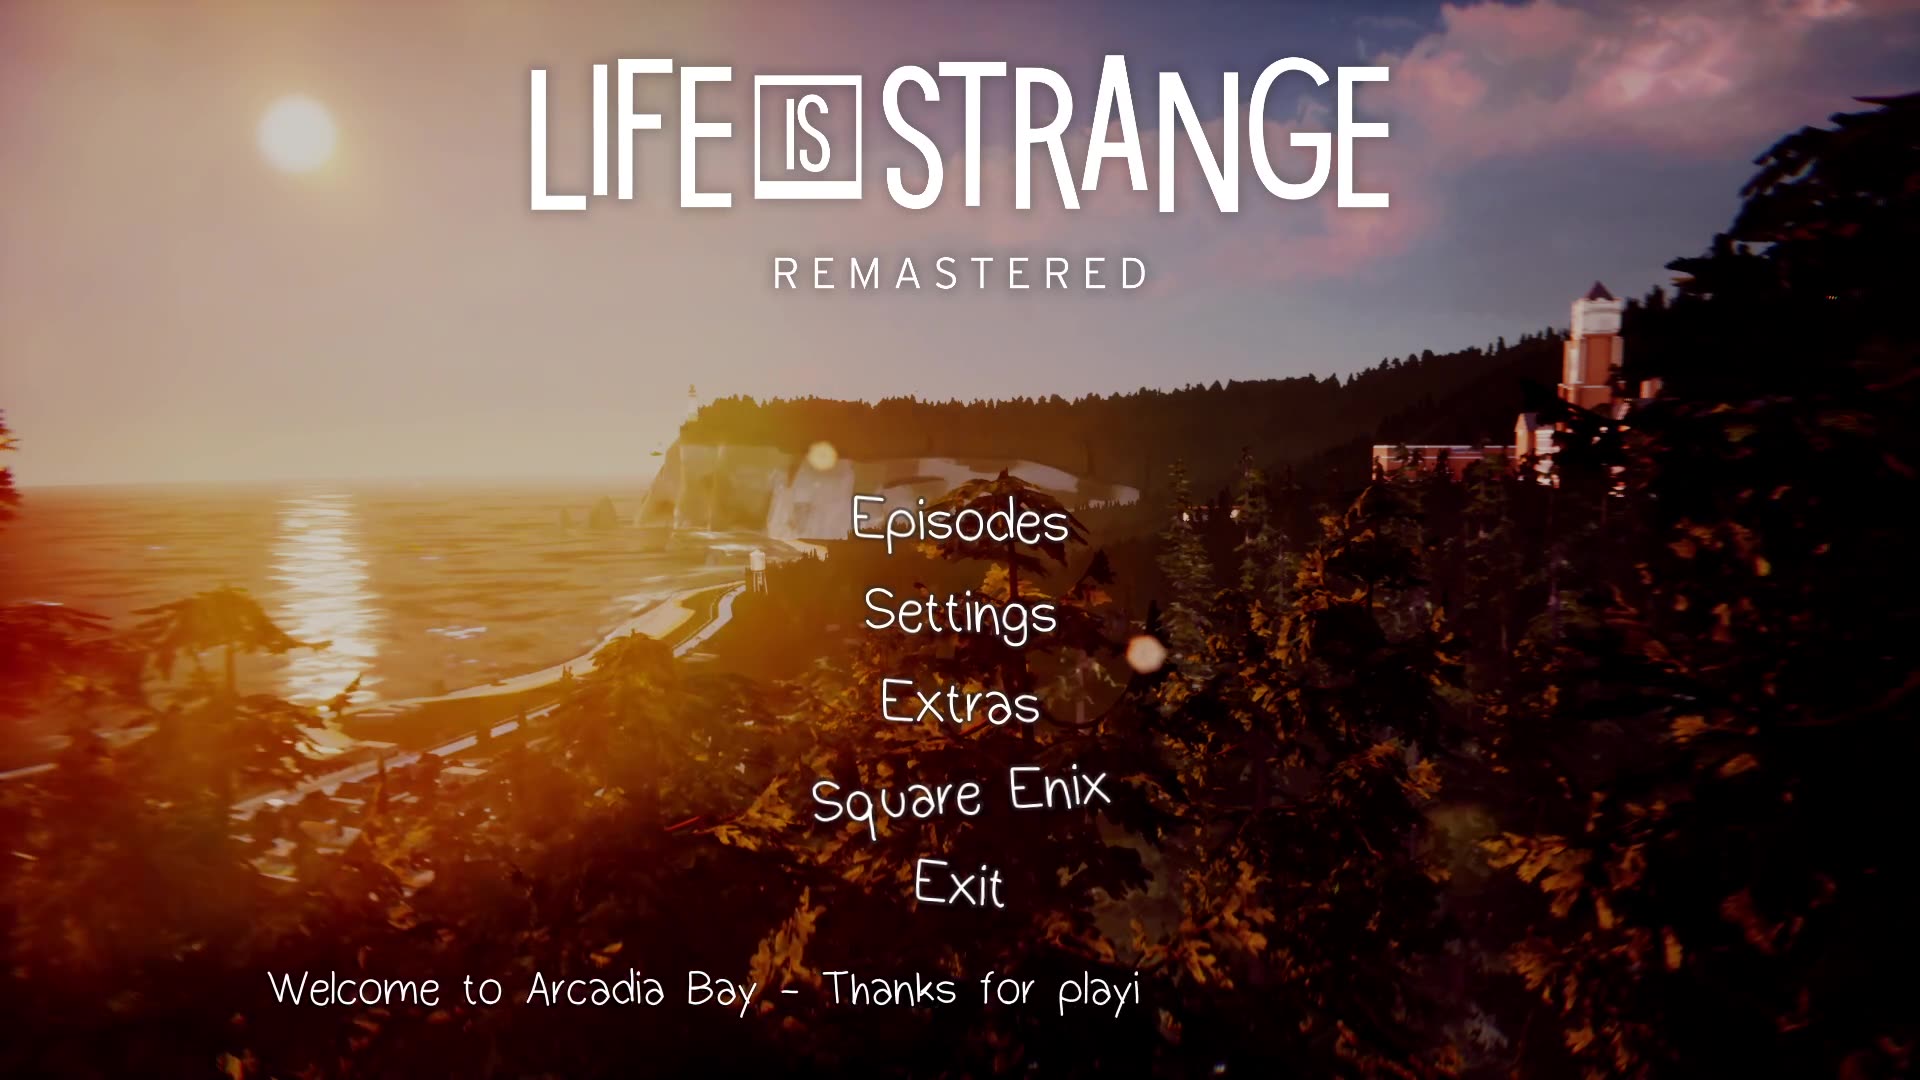 LIFE IS STRANGE
REMASTERED
Episodes
Settings
Extras
Square Enix
Exit
Welcome to Arcadia Bay - Thanks for playi